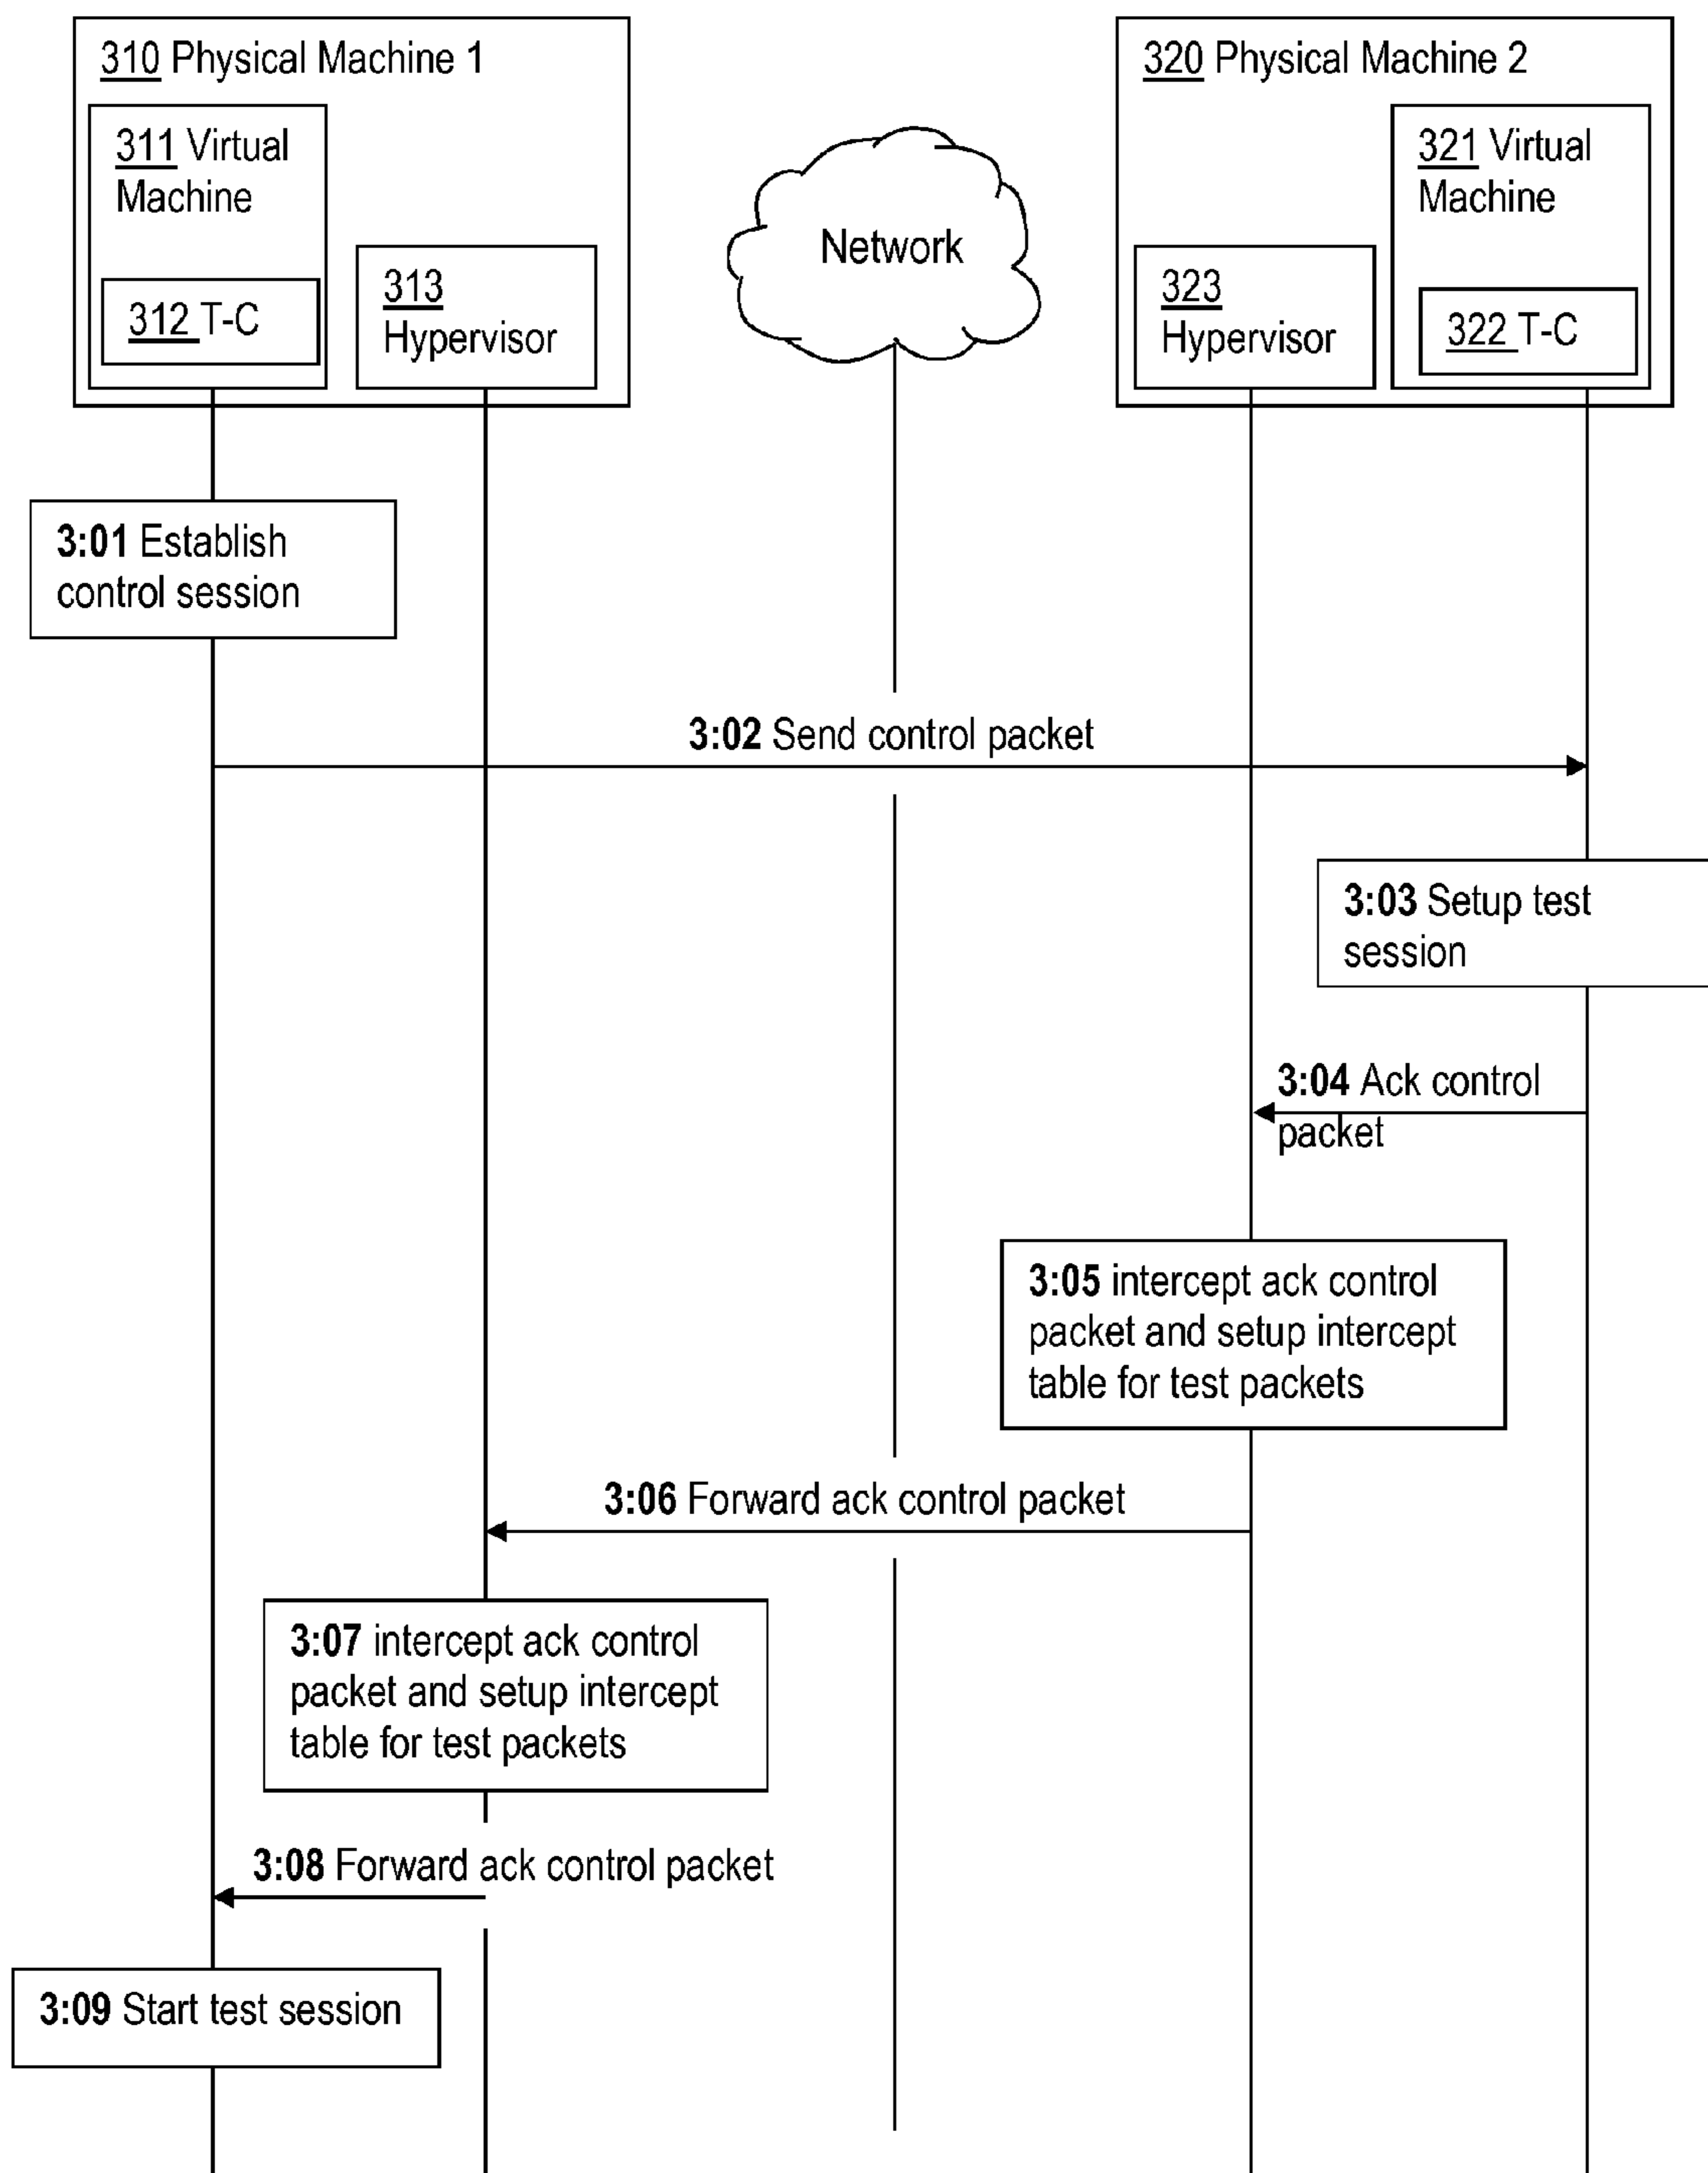 310 Physical Machine 1
311 Virtual
Machine
312 T-C
313
Hypervisor
Network
320 Physical Machine 2
323
Hypervisor
321 Virtual
Machine
322 T-C
3:01 Establish
control session
3:02 Send control packet
3:03 Setup test
session
3:04 Ack control
packet
3:05 intercept ack control
packet and setup intercept
table for test packets
3:06 Forward ack control packet
3:07 intercept ack control
packet and setup intercept
table for test packets
3:08 Forward ack control packet
3:09 Start test session